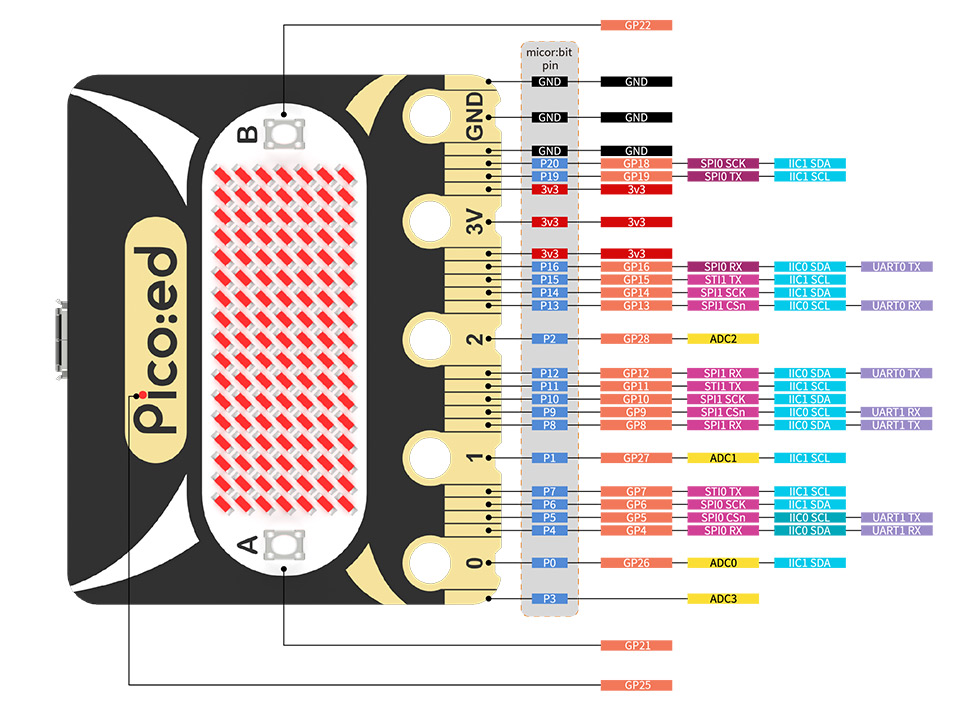 GP22
micor:bit
pin
GND GND
GND GND
GND GND
P20 GP18 SPI0 SCK IIC1 SDA
P19 GP19 SPI0 TX IIC1 SCL
3v3 3v3
3v3 3v3
3v3 3v3
P16 GP16 SPI0 RX IIC0 SDA UART0 TX
P15 GP15 STI1 TX IIC1 SCL
P14 GP14 SPI1 SCK IIC1 SDA
P13 GP13 SPI1 CSn IIC0 SCL UART0 RX
P2 GP28 ADC2
P12 GP12 SPI1 RX IIC0 SDA UART0 TX
P11 GP11 STI1 TX IIC1 SCL
P10 GP10 SPI1 SCK IIC1 SDA
P9 GP9 SPI1 CSn IIC0 SCL UART1 RX
P8 GP8 SPI1 RX IIC0 SDA UART1 TX
P1 GP27 ADC1 IIC1 SCL
P7 GP7 STI0 TX IIC1 SCL
P6 GP6 SPI0 SCK IIC1 SDA
P5 GP5 SPI0 CSn IIC0 SCL UART1 TX
P4 GP4 SPI0 RX IIC0 SDA UART1 RX
P0 GP26 ADC0 IIC1 SDA
P3 ADC3
GP21
GP25
B
A
Pico:ed
GND
3V
2
1
0